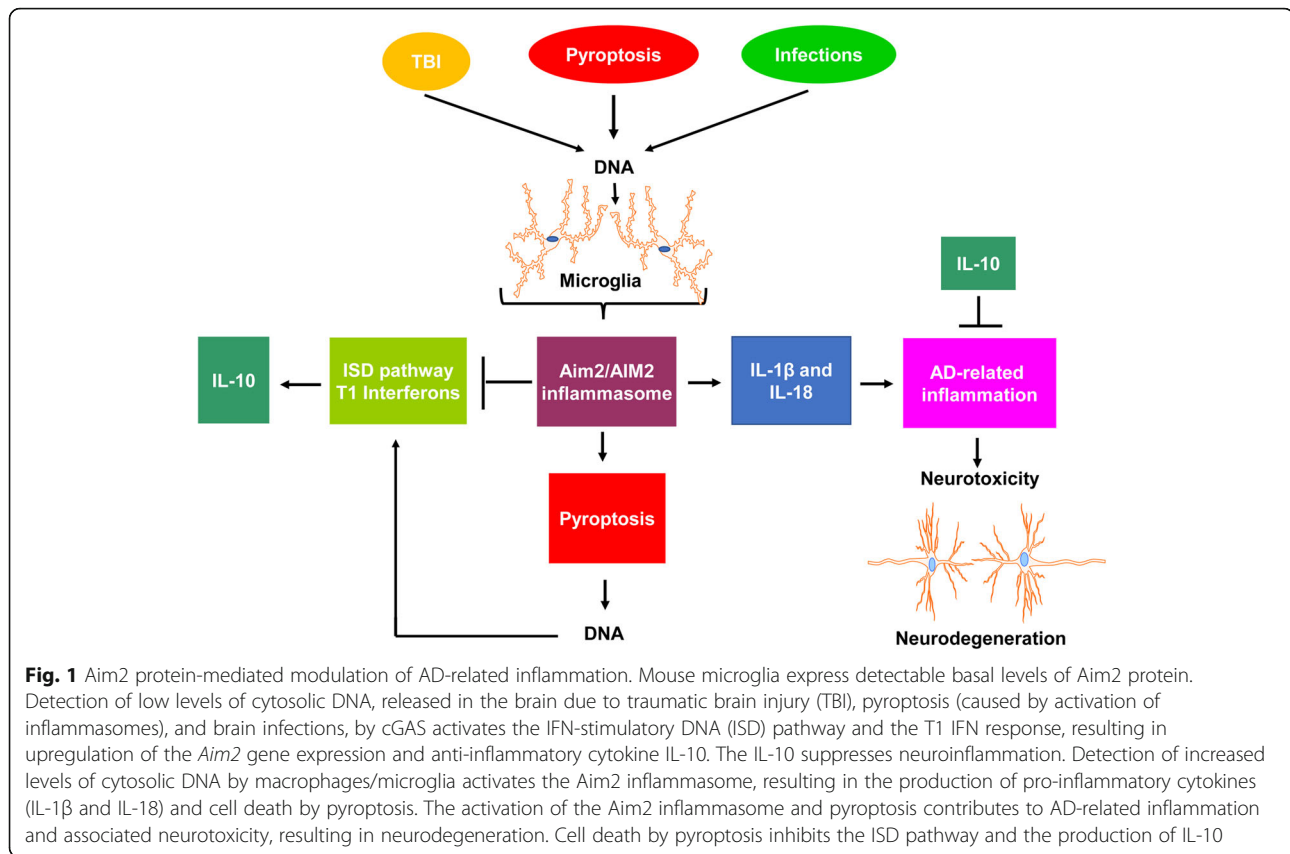 TBI
Pyroptosis
Infections
DNA
Microglia
IL-10
IL-10
ISD pathway
T1 Interferons
Aim2/AIM2
inflammasome
IL-1β and
IL-18
AD-related
inflammation
Neurotoxicity
Pyroptosis
DNA
Neurodegeneration
Fig. 1 Aim2 protein-mediated modulation of AD-related inflammation. Mouse microglia express detectable basal levels of Aim2 protein.
Detection of low levels of cytosolic DNA, released in the brain due to traumatic brain injury (TBI), pyroptosis (caused by activation of
inflammasomes), and brain infections, by cGAS activates the IFN-stimulatory DNA (ISD) pathway and the T1 IFN response, resulting in
upregulation of the Aim2 gene expression and anti-inflammatory cytokine IL-10. The IL-10 suppresses neuroinflammation. Detection of increased
levels of cytosolic DNA by macrophages/microglia activates the Aim2 inflammasome, resulting in the production of pro-inflammatory cytokines
(IL-1β and IL-18) and cell death by pyroptosis. The activation of the Aim2 inflammasome and pyroptosis contributes to AD-related inflammation
and associated neurotoxicity, resulting in neurodegeneration. Cell death by pyroptosis inhibits the ISD pathway and the production of IL-10